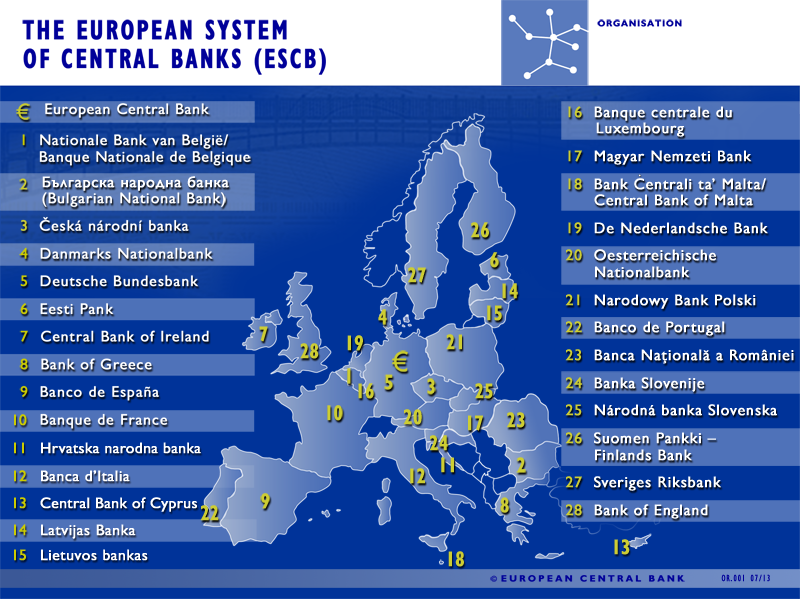 THE EUROPEAN SYSTEM
OF CENTRAL BANKS (ESCB)
ORGANISATION
€ European Central Bank
1 Nationale Bank van België/
Banque Nationale de Belgique
2 Българска народна банка
(Bulgarian National Bank)
3 Česká národní banka
4 Danmarks Nationalbank
5 Deutsche Bundesbank
6 Eesti Pank
7 Central Bank of Ireland
8 Bank of Greece
9 Banco de España
10 Banque de France
11 Hrvatska narodna banka
12 Banca d'Italia
13 Central Bank of Cyprus
14 Latvijas Banka
15 Lietuvos bankas
26
6
27
14
15
4
7
28
19
21
€
1
16
5
3
25
10
20
17
23
24
11
2
12
9
22
8
13
18
16 Banque centrale du
Luxembourg
17 Magyar Nemzeti Bank
18 Bank Ċentrali ta' Malta/
Central Bank of Malta
19 De Nederlandsche Bank
20 Oesterreichische
Nationalbank
21 Narodowy Bank Polski
22 Banco de Portugal
23 Banca Naţională a României
24 Banka Slovenije
25 Národná banka Slovenska
26 Suomen Pankki –
Finlands Bank
27 Sveriges Riksbank
28 Bank of England
© EUROPEAN CENTRAL BANK
OR.001 07/13